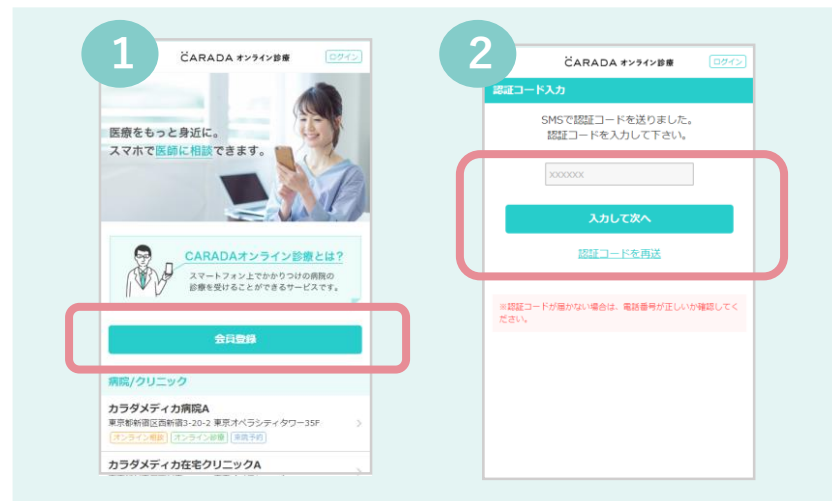 1
CARADA オンライン診療
ログイン
医療をもっと身近に。
スマホで医師に相談できます。
CARADAオンライン診療とは?
スマートフォン上でかかりつけの病院の
診療を受けることができるサービスです。
会員登録
病院/クリニック
カラダメディカ病院A
東京都新宿区西新宿3-20-2 東京オペラシティタワー35F
オンライン相談 オンライン診療 来院予約
カラダメディカ在宅クリニックA
2
CARADA オンライン診療
ログイン
認証コード入力
SMSで認証コードを送りました。
認証コードを入力して下さい。
xxxxxx
入力して次へ
認証コードを再送
※認証コードが届かない場合は、電話番号が正しいか確認してく
ださい。